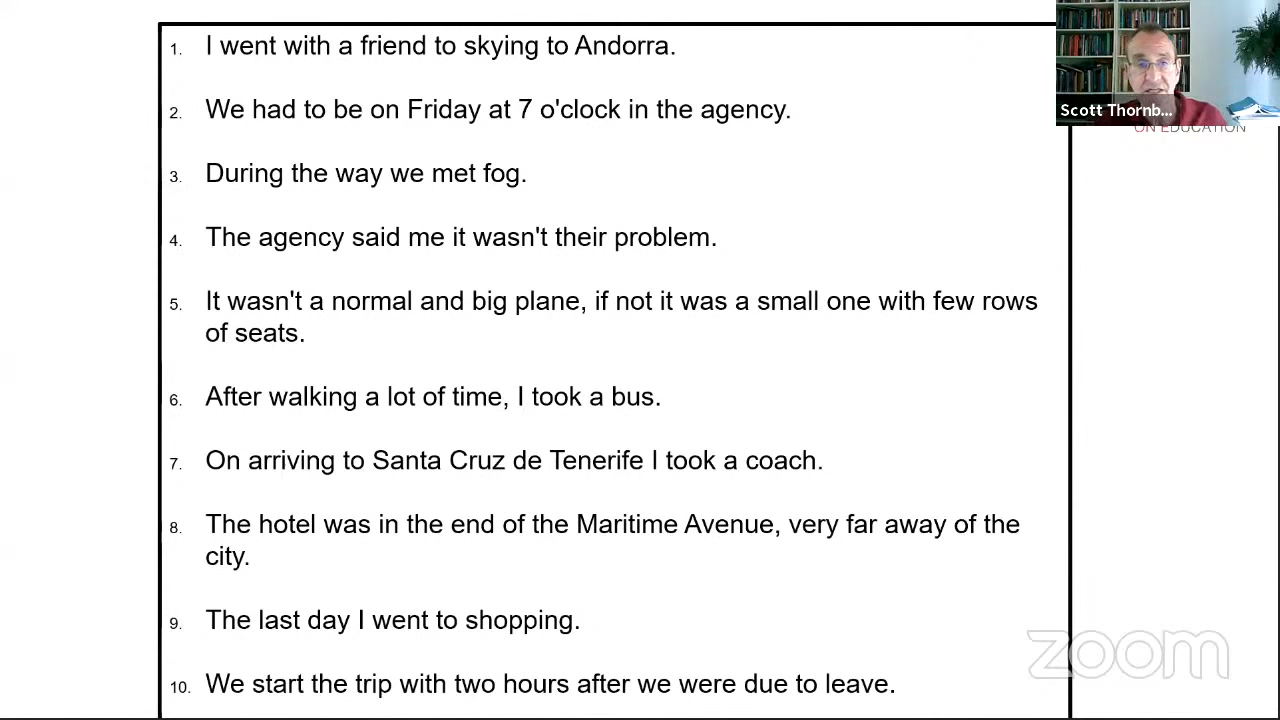 1. I went with a friend to skying to Andorra.
2. We had to be on Friday at 7 o'clock in the agency.
3. During the way we met fog.
4. The agency said me it wasn't their problem.
5. It wasn't a normal and big plane, if not it was a small one with few rows
of seats.
6. After walking a lot of time, I took a bus.
7. On arriving to Santa Cruz de Tenerife I took a coach.
8. The hotel was in the end of the Maritime Avenue, very far away of the
city.
9. The last day I went to shopping.
10. We start the trip with two hours after we were due to leave.
Scott Thornb...
ON EDUCATION
zoom